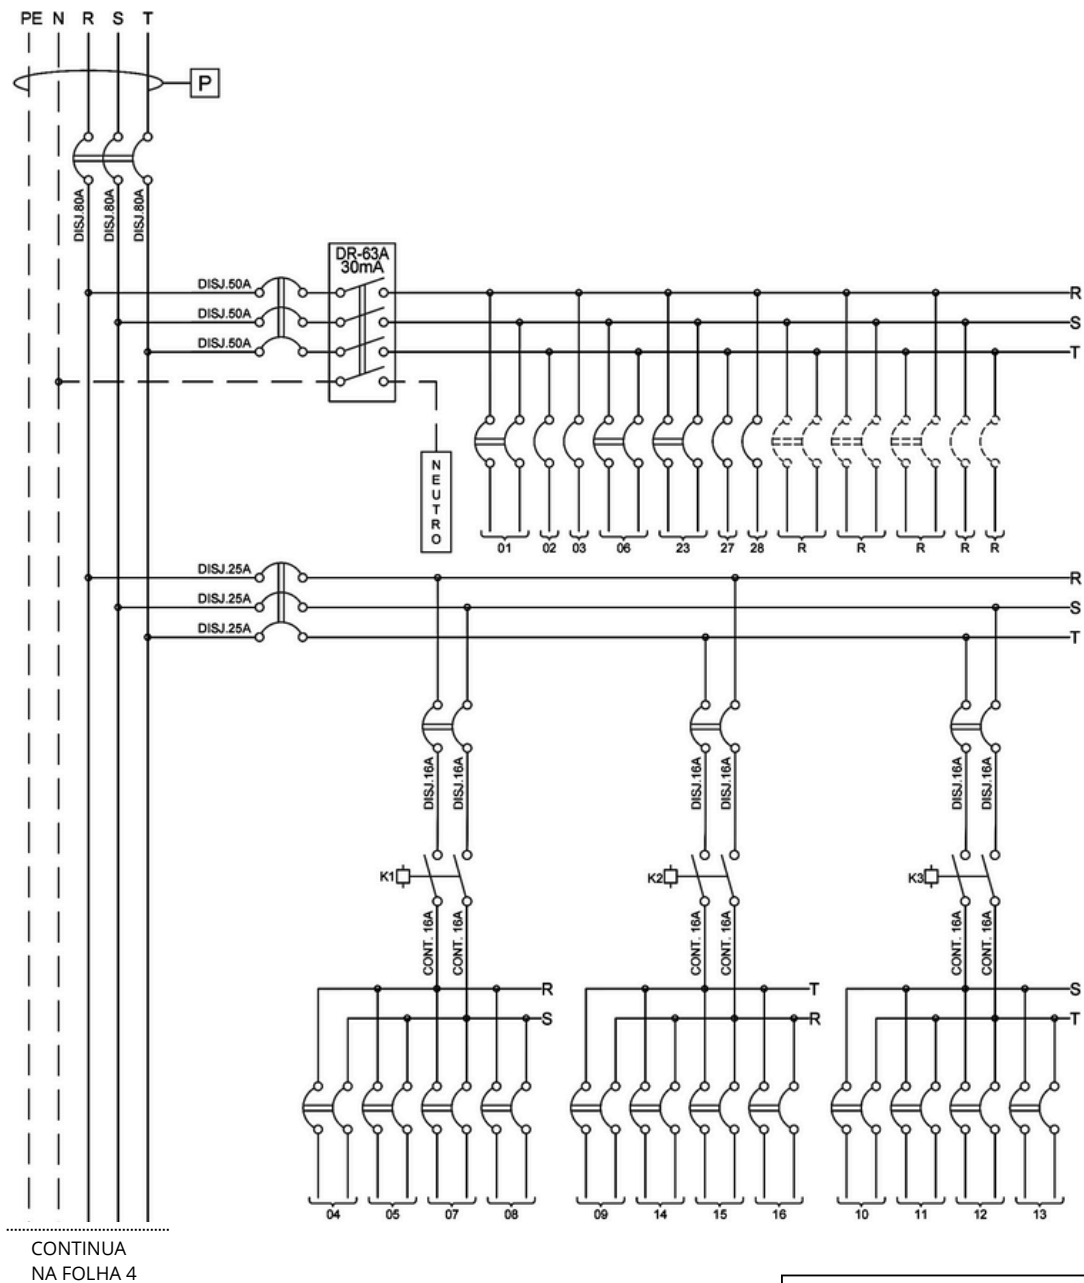 PE N R S T
P
DISJ.80A DISJ.80A DISJ.80A
DR-63A
30mA
DISJ.50A
R
DISJ.50A
S
DISJ.50A
T
NEUTRO
01 02 03 06 23 27 28 R R R R R
DISJ.25A
R
DISJ.25A
S
DISJ.25A
T
DISJ.16A DISJ.16A DISJ.16A DISJ.16A DISJ.16A DISJ.16A
K1 K2 K3
CONT. 16A CONT. 16A CONT. 16A CONT. 16A CONT. 16A CONT. 16A
R T S
S R T
04 05 07 08 09 14 15 16 10 11 12 13
CONTINUA
NA FOLHA 4